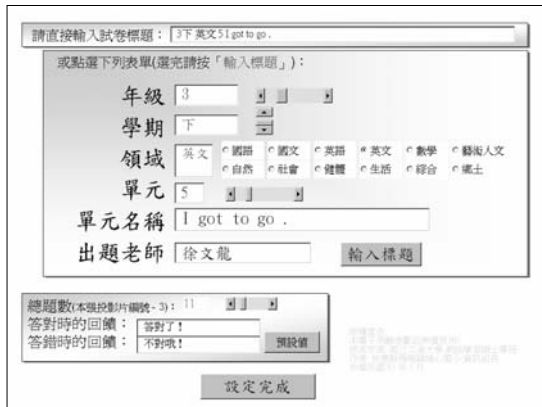 請直接輸入試卷標題： 3下 英文 5 I got to go .
或點選下列表單(選完請按「輸入標題」)：
年級 3
學期 下
領域 英文 國語 國文 英語 英文 數學 藝術人文
自然 社會 健體 生活 綜合 鄉土
單元 5
單元名稱 I got to go .
出題老師 徐文龍 輸入標題
總題數(本張投影片編號-3)： 11
答對時的回饋： 答對了！
答錯時的回饋： 不對哦！ 預設值
設定完成